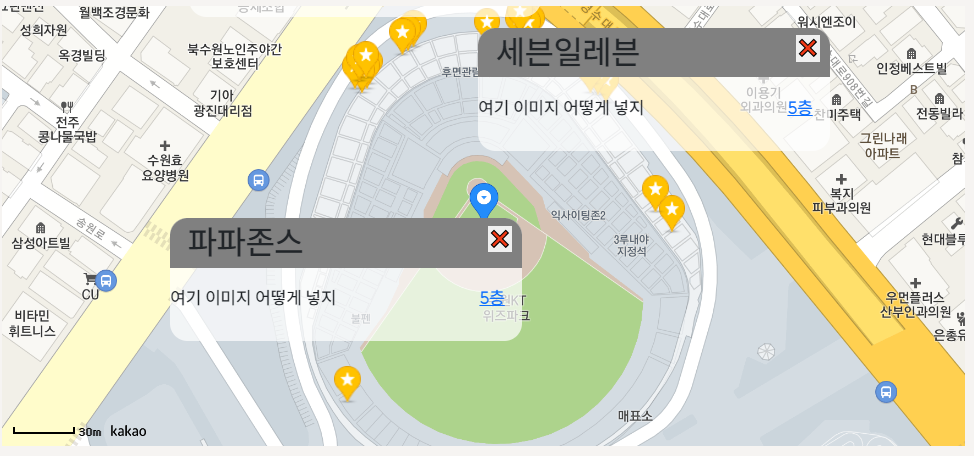 월백조경문화
성희자원
옥경빌딩
북수원노인주야간
보호센터
기아
광진대리점
전주
콩나물국밥
수원효
요양병원
송원로
삼성아트빌
CU
비타민
휘트니스
후면관람
세븐일레븐
여기 이미지 어떻게 넣지
5층
이용기
외과의원
워시엔조이
인정베스트빌
B
전동빌라
그린나래
아파트
복지
피부과의원
현대
우먼플러스
산부인과의원
은총유
익사이팅존2
3루내야
지정석
파파존스
여기 이미지 어떻게 넣지
5층
불펜
KT
위즈파크
매표소
30m
kakao